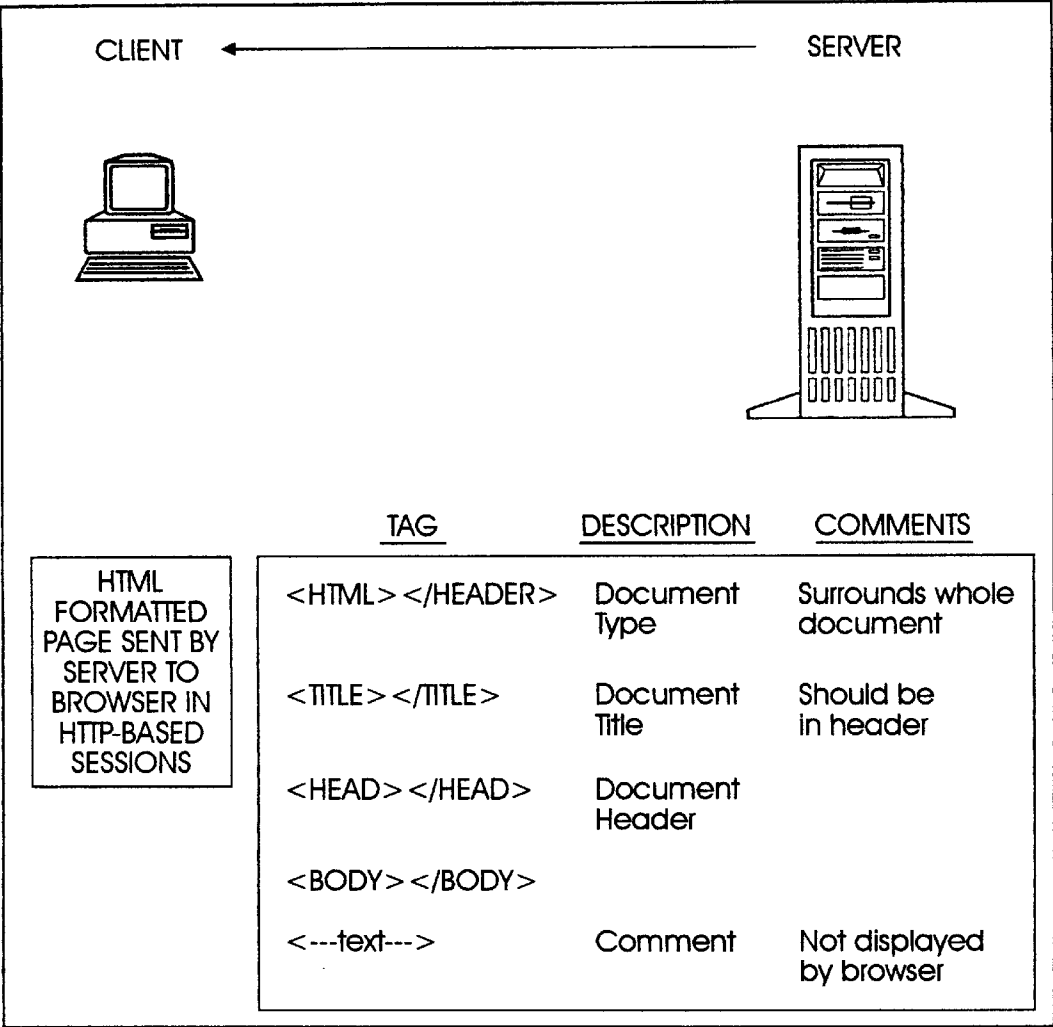 CLIENT
SERVER
TAG DESCRIPTION COMMENTS
HTML
FORMATTED
PAGE SENT BY
SERVER TO
BROWSER IN
HTTP-BASED
SESSIONS
<HTML></HEADER> Document Surrounds whole
Type document
<TITLE></TITLE> Document Should be
Title in header
<HEAD></HEAD> Document
Header
<BODY></BODY>
<---text---> Comment Not displayed
by browser